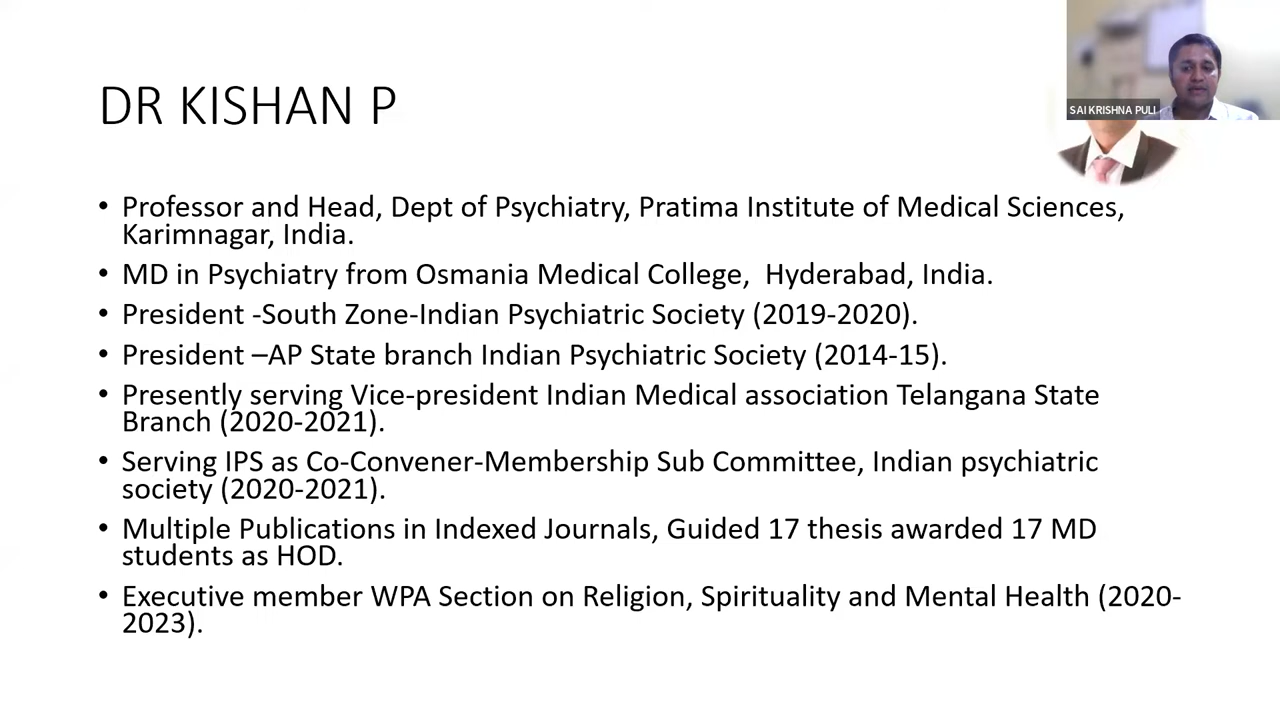 SAI KRISHNA PULI
DR KISHAN P
• Professor and Head, Dept of Psychiatry, Pratima Institute of Medical Sciences,
Karimnagar, India.
• MD in Psychiatry from Osmania Medical College,  Hyderabad, India.
• President -South Zone-Indian Psychiatric Society (2019-2020).
• President –AP State branch Indian Psychiatric Society (2014-15).
• Presently serving Vice-president Indian Medical association Telangana State
Branch (2020-2021).
• Serving IPS as Co-Convener-Membership Sub Committee, Indian psychiatric
society (2020-2021).
• Multiple Publications in Indexed Journals, Guided 17 thesis awarded 17 MD
students as HOD.
• Executive member WPA Section on Religion, Spirituality and Mental Health (2020-
2023).